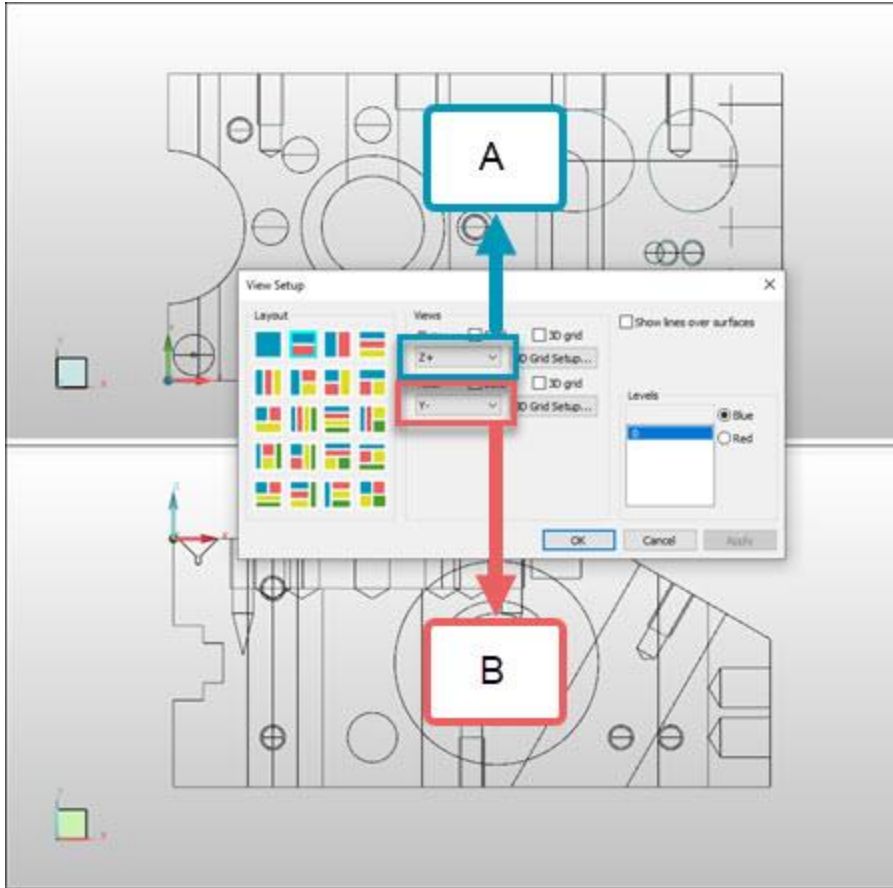 A
View Setup
Layout
Views
3D grid
Show lines over surfaces
Z+
3D Grid Setup...
3D grid
Y-
3D Grid Setup...
Levels
0
Blue
Red
OK
Cancel
Apply
B